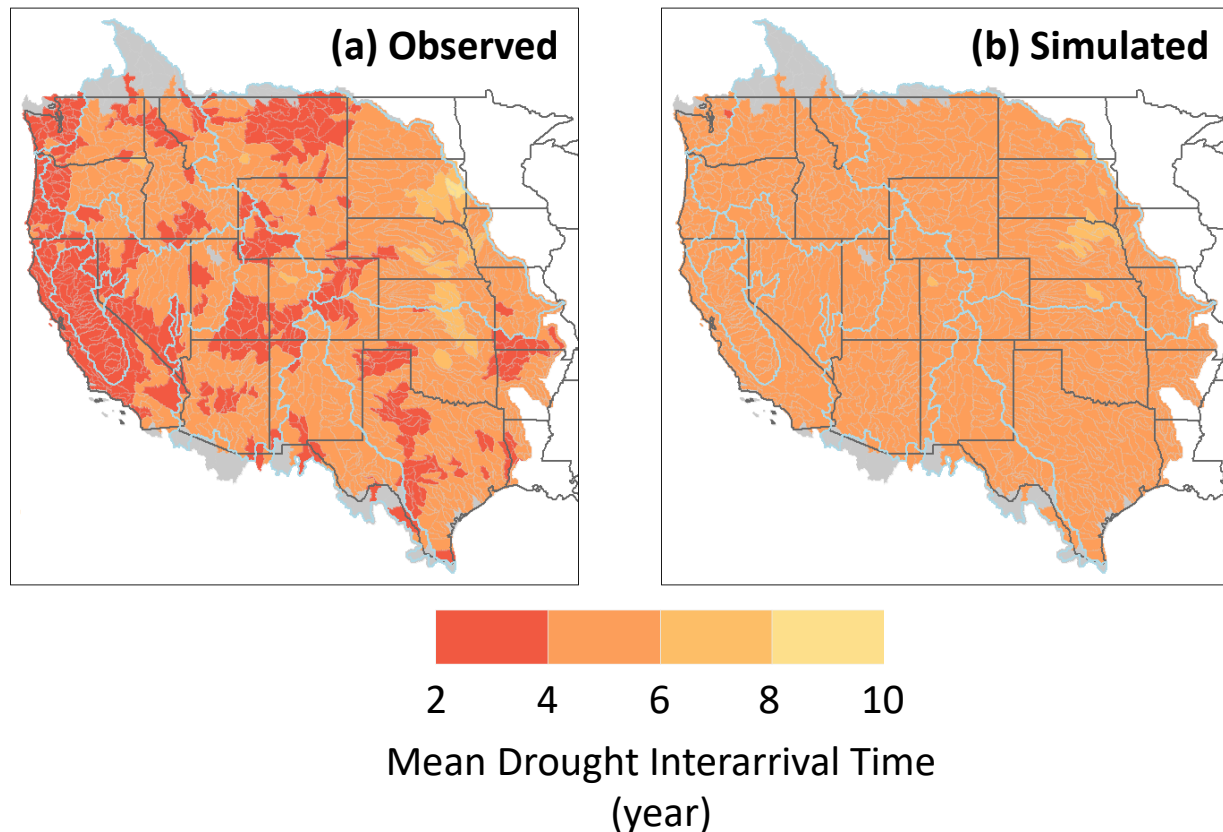 (a) Observed
(b) Simulated
2 4 6 8 10
Mean Drought Interarrival Time
(year)